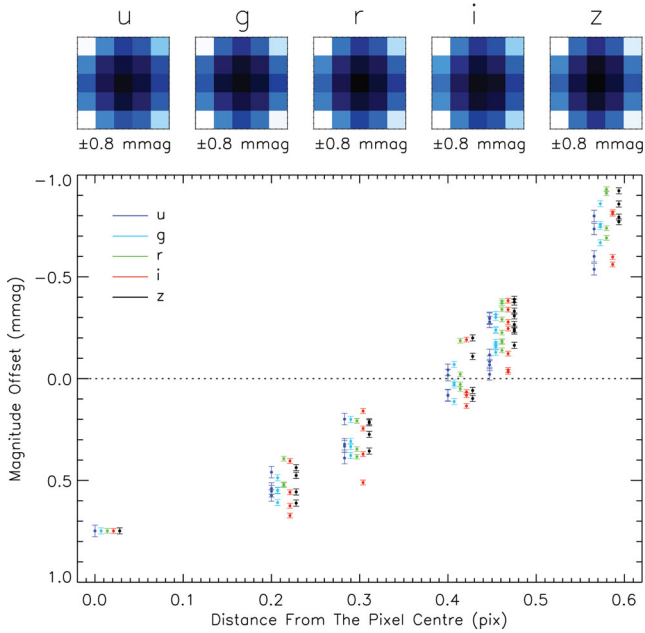 u g r i z
±0.8 mmag ±0.8 mmag ±0.8 mmag ±0.8 mmag ±0.8 mmag
-1.0
u
g
-0.5
r
i
z
0.0
0.5
1.0
Magnitude Offset (mmag)
0.0 0.1 0.2 0.3 0.4 0.5 0.6
Distance From The Pixel Centre (pix)